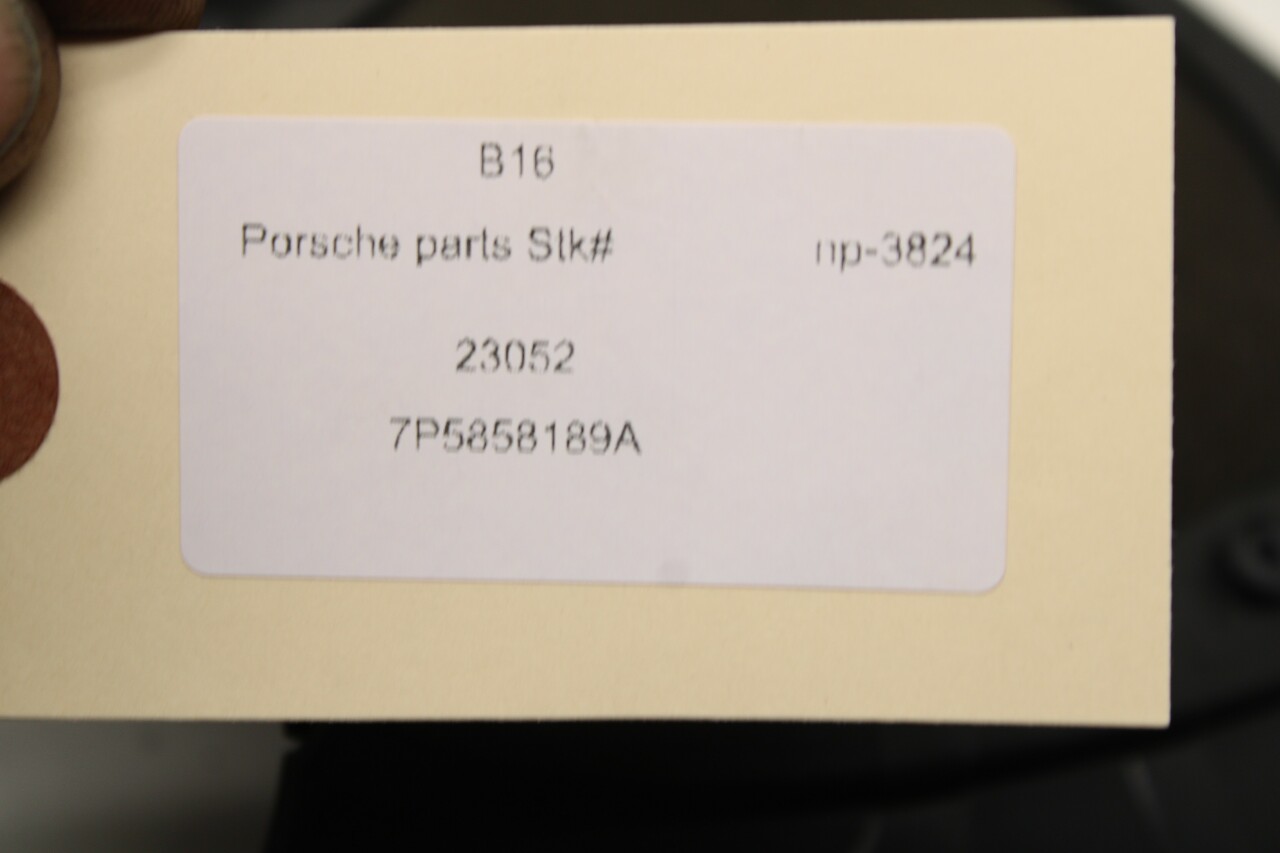 B16
Porsche parts Stk# np-3824
23052
7P5858189A